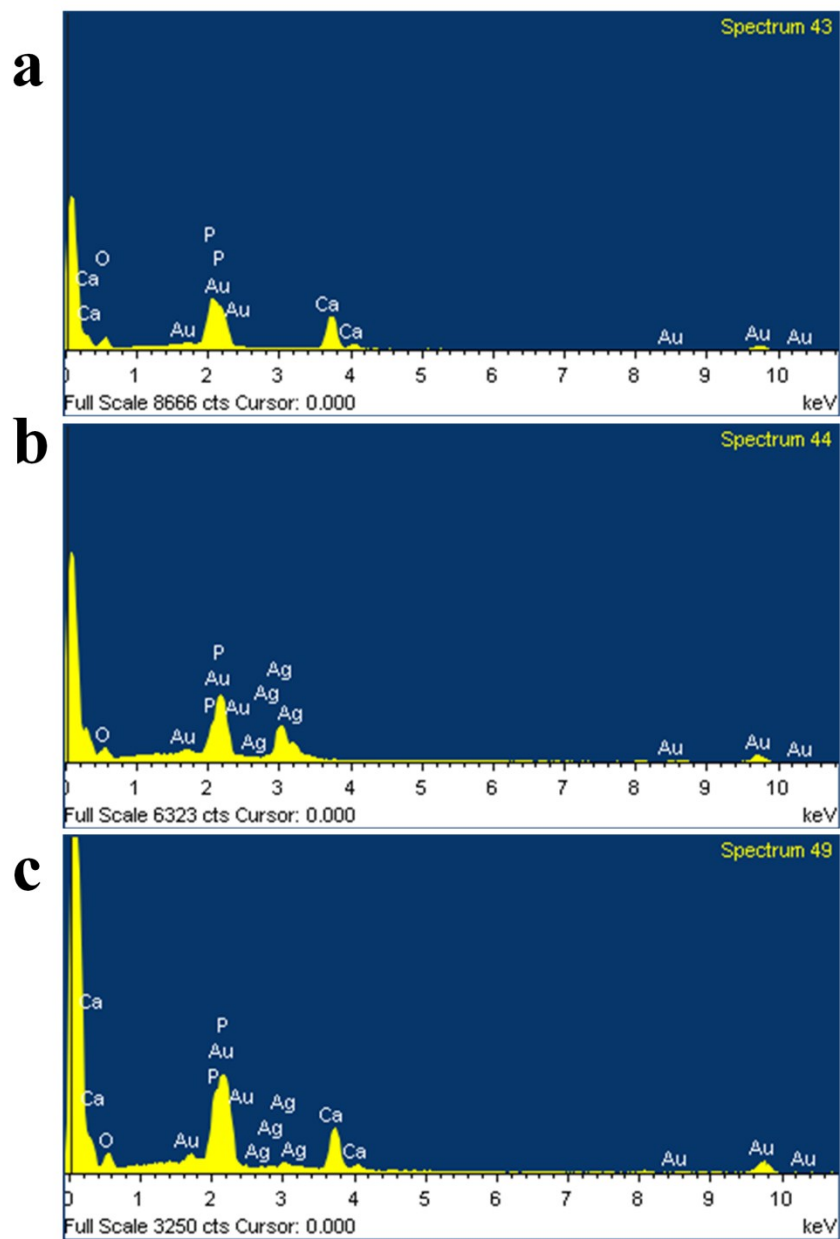 a
Spectrum 43
P
O P
Ca Au
Ca Au Au Ca Ca Au Au Au
0 1 2 3 4 5 6 7 8 9 10
Full Scale 8666 cts Cursor: 0.000 keV
b
Spectrum 44
P Ag
Au Ag
P Au Ag
O Au Ag Au Au Au
0 1 2 3 4 5 6 7 8 9 10
Full Scale 6323 cts Cursor: 0.000 keV
c
Spectrum 49
Ca
P
Au
Ca P Au Ag Ca
Ag
O Au Ag Ag Ca Au Au Au
0 1 2 3 4 5 6 7 8 9 10
Full Scale 3250 cts Cursor: 0.000 keV